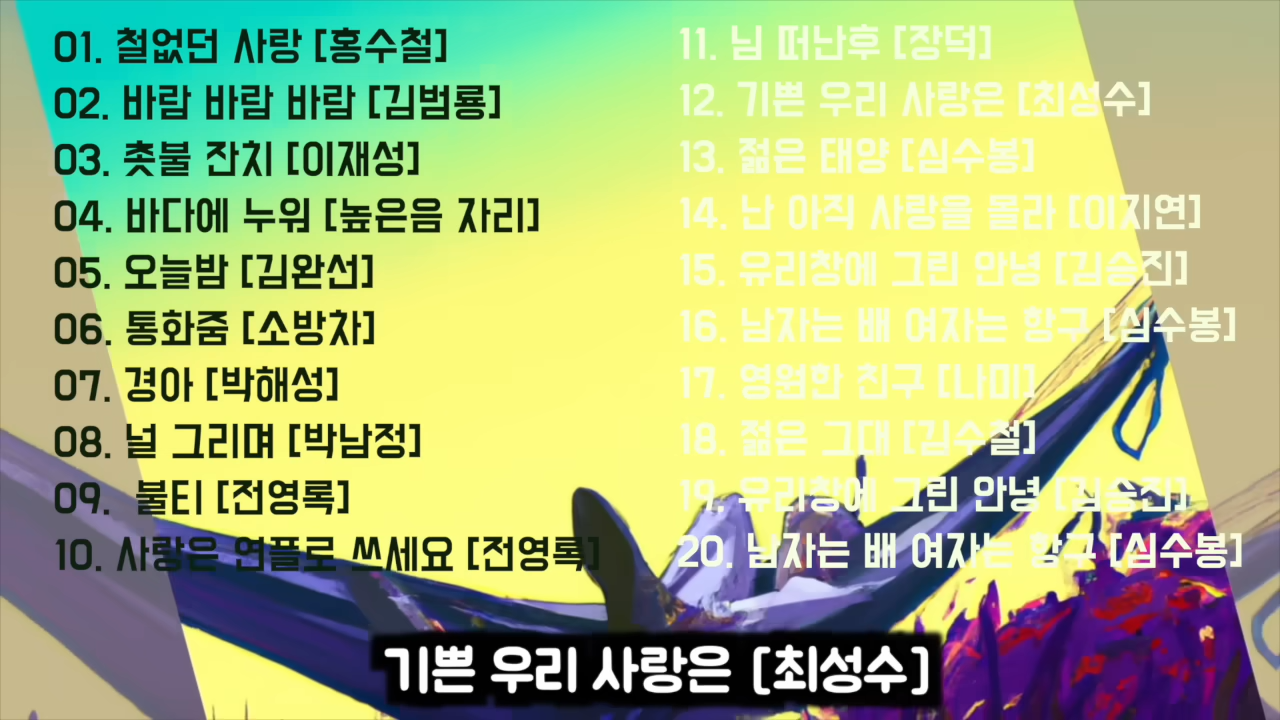 01. 철없던 사랑 [홍수철]
02. 바람 바람 바람 [김범룡]
03. 촛불 잔치 [이재성]
04. 바다에 누워 [높은음 자리]
05. 오늘밤 [김완선]
06. 통화중 [소방차]
07. 경아 [박해성]
08. 널 그리며 [박남정]
09. 불티 [전영록]
10. 사랑은 연플로 쓰세요 [전영록]
11. 님 떠난후 [장덕]
12. 기쁜 우리 사랑은 [최성수]
13. 젊은 태양 [심수봉]
14. 난 아직 사랑을 몰라 [이지연]
15. 유리창에 그린 안녕 [김승진]
16. 남자는 배 여자는 항구 [심수봉]
17. 영원한 친구 [나미]
18. 젊은 그대 [김수철]
19. 유리창에 그린 안녕 [김승진]
20. 남자는 배 여자는 항구 [심수봉]
기쁜 우리 사랑은 [최성수]